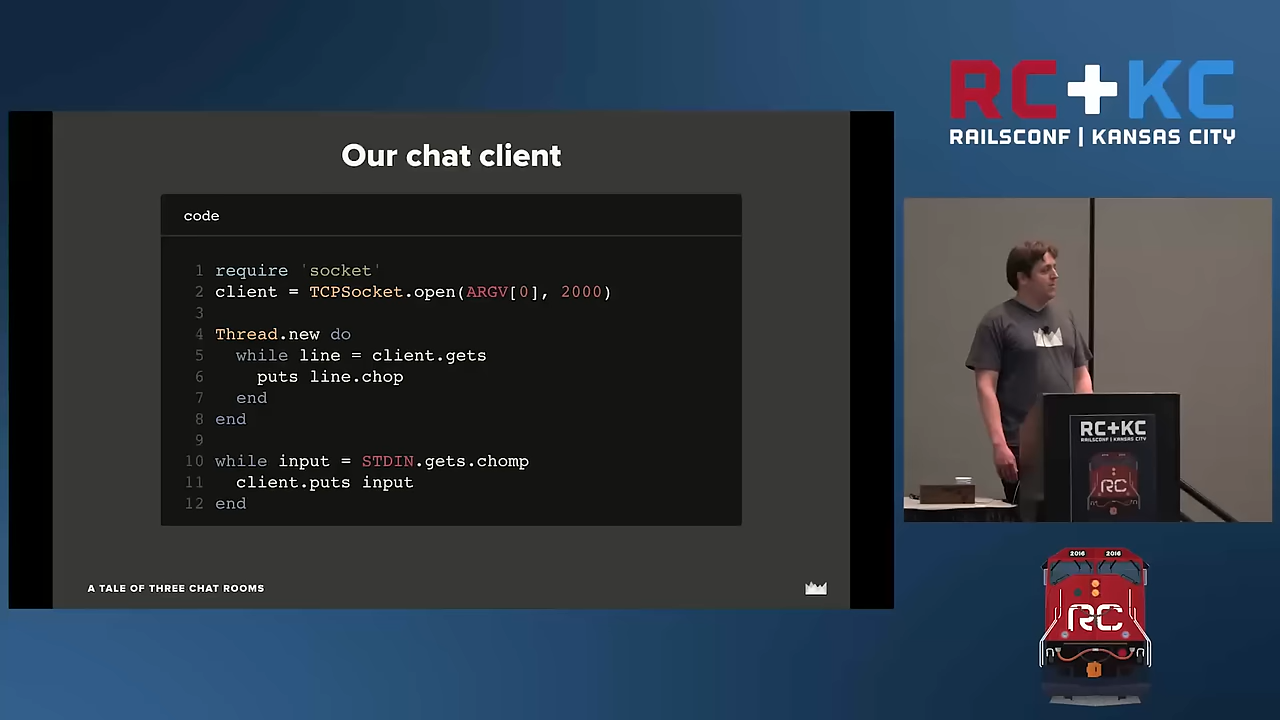 RC+KC
RAILSCONF | KANSAS CITY
Our chat client
code
1 require 'socket'
2 client = TCPSocket.open(ARGV[0], 2000)
3
4 Thread.new do
5   while line = client.gets
6     puts line.chop
7   end
8 end
9
10 while input = STDIN.gets.chomp
11   client.puts input
12 end
A TALE OF THREE CHAT ROOMS
RC+KC
RAILSCONF | KANSAS CITY
RC
2016 2016
RC